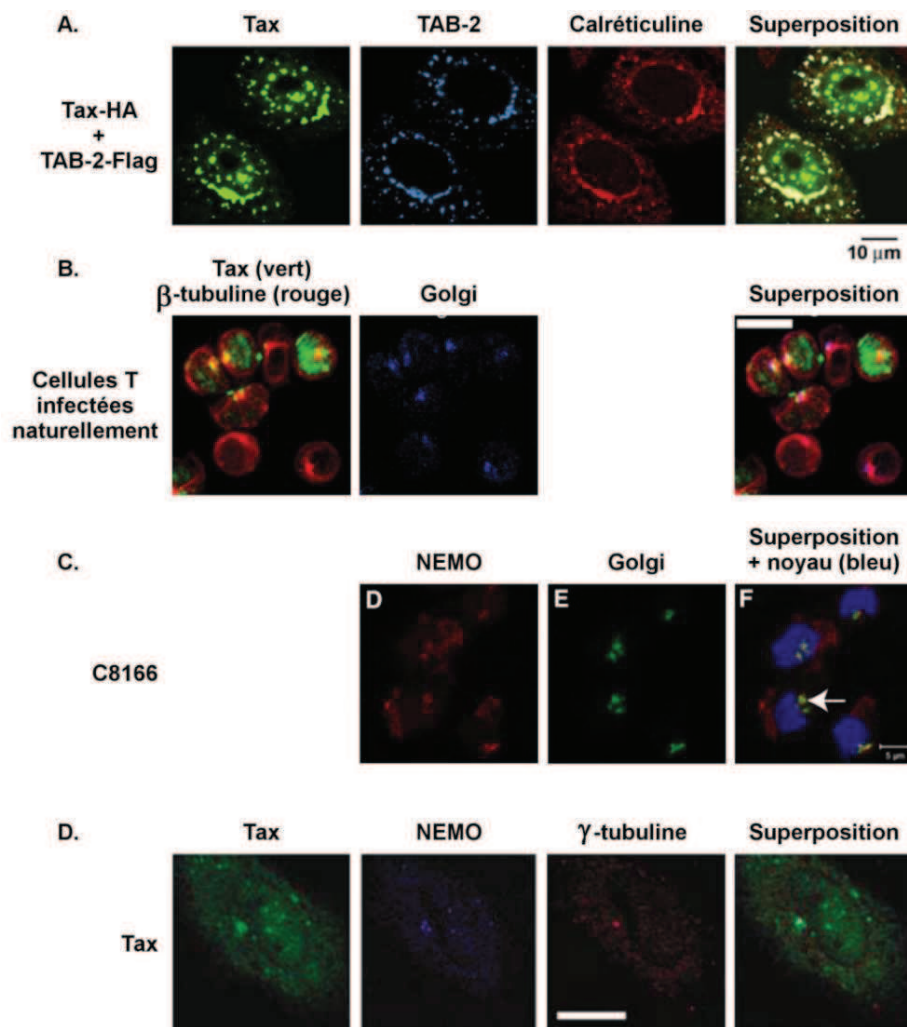 A.
Tax
TAB-2
Calréticuline
Superposition
Tax-HA
+
TAB-2-Flag
10 μm
B.
Tax (vert)
β-tubuline (rouge)
Golgi
Superposition
Cellules T
infectées
naturellement
C.
NEMO
Golgi
Superposition
+ noyau (bleu)
C8166
D
E
F
5 μm
D.
Tax
NEMO
γ-tubuline
Superposition
Tax